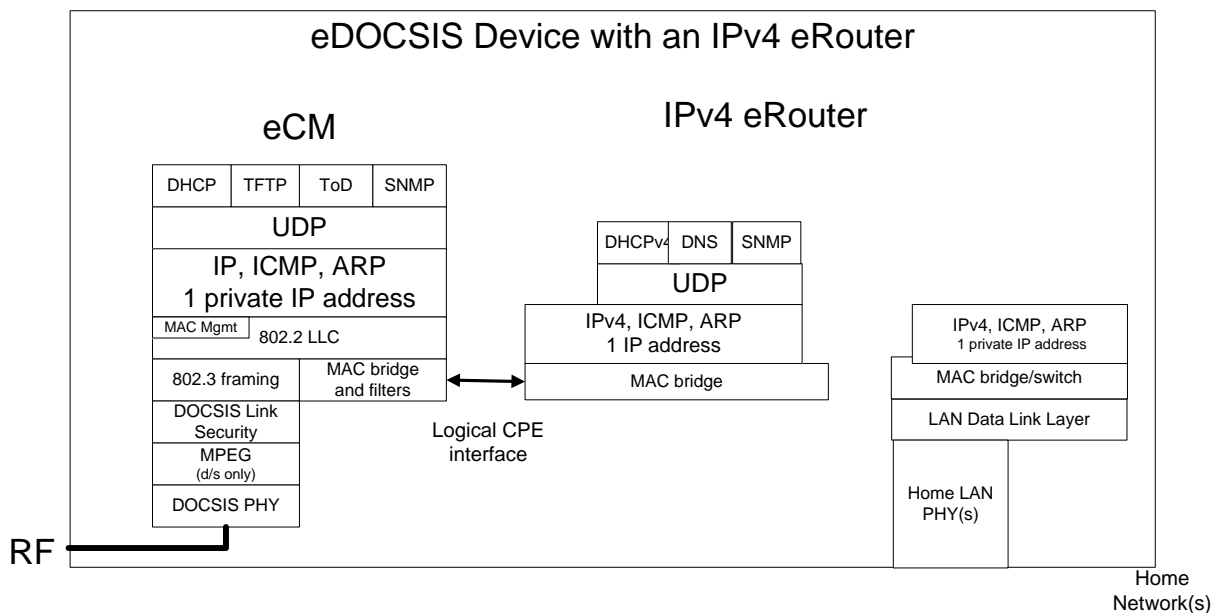 eDOCSIS Device with an IPv4 eRouter
eCM
IPv4 eRouter
DHCP
TFTP
ToD
SNMP
UDP
IP, ICMP, ARP
1 private IP address
MAC Mgmt
802.2 LLC
802.3 framing
MAC bridge
and filters
DOCSIS Link
Security
MPEG
(d/s only)
DOCSIS PHY
RF
Logical CPE
interface
DHCPv4
DNS
SNMP
UDP
IPv4, ICMP, ARP
1 IP address
MAC bridge
IPv4, ICMP, ARP
1 private IP address
MAC bridge/switch
LAN Data Link Layer
Home LAN
PHY(s)
Home
Network(s)